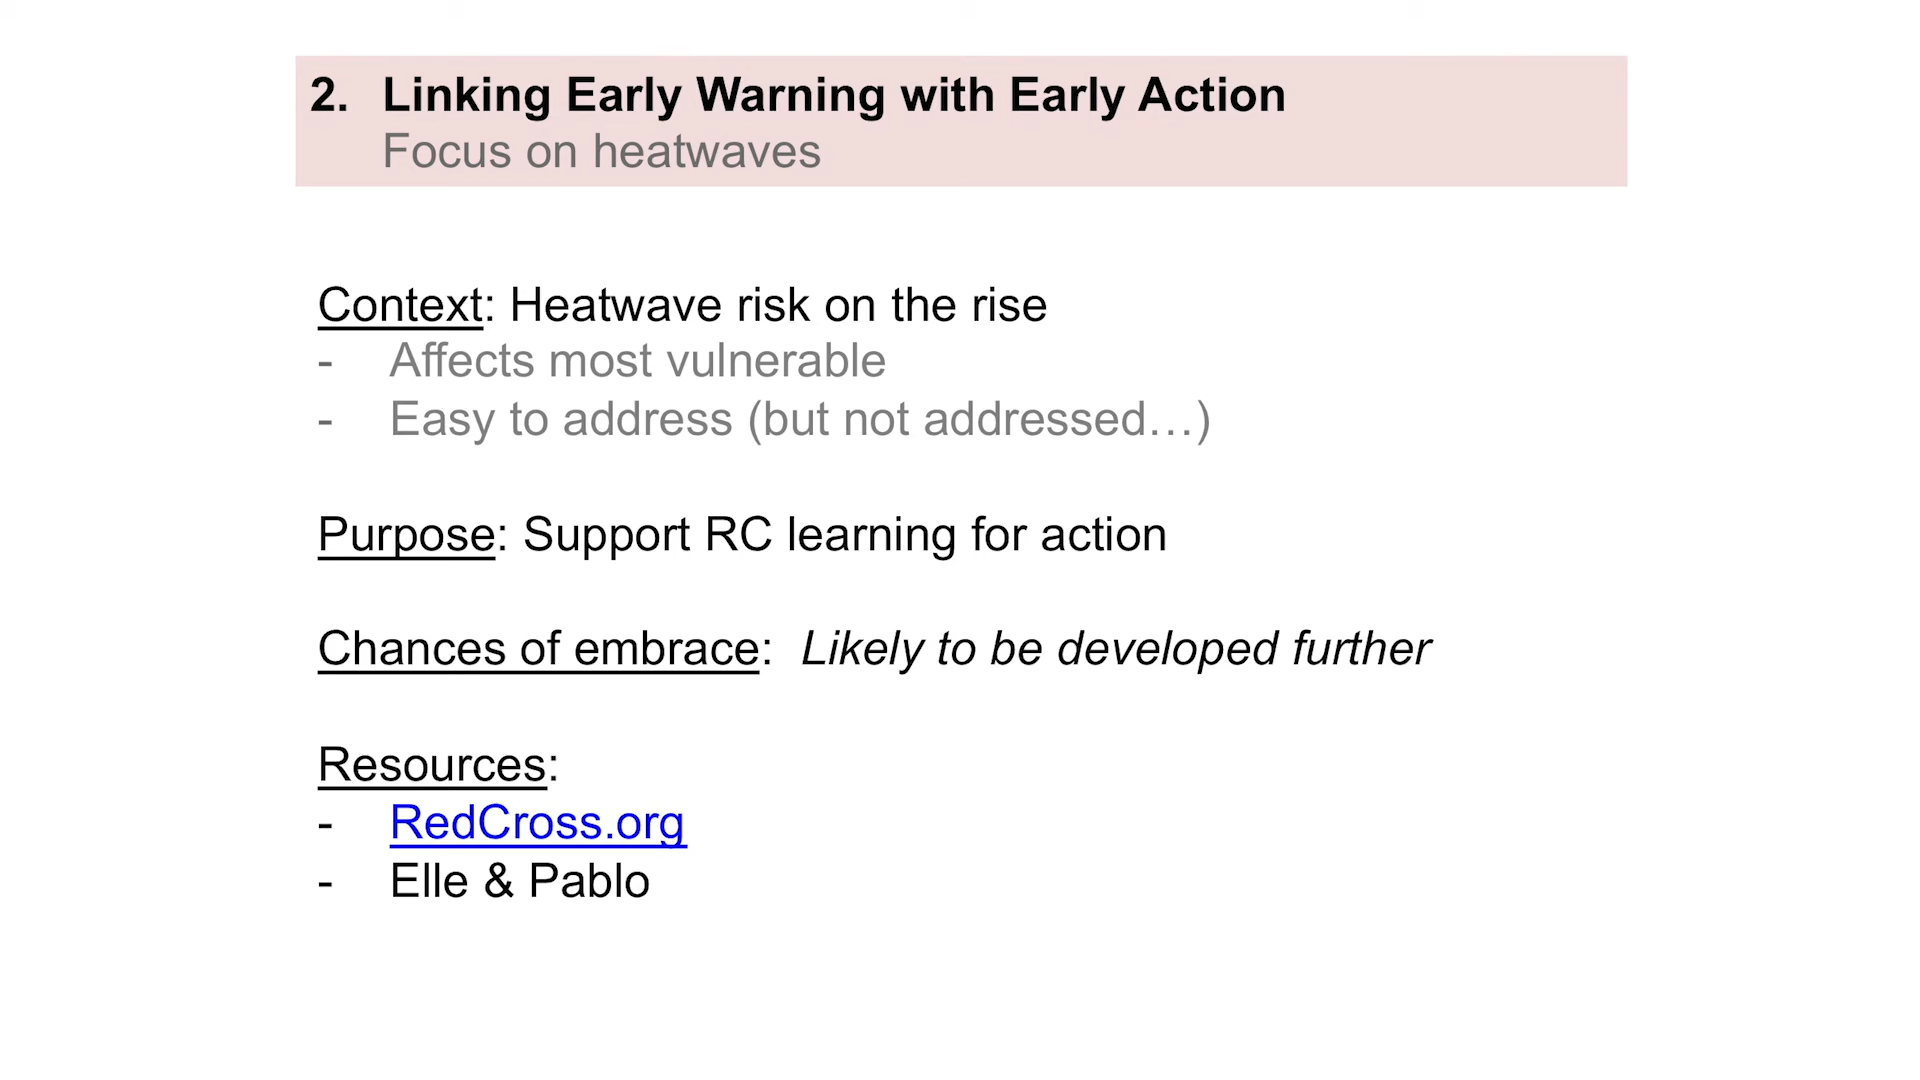 2. Linking Early Warning with Early Action
Focus on heatwaves
Context: Heatwave risk on the rise
- Affects most vulnerable
- Easy to address (but not addressed…)
Purpose: Support RC learning for action
Chances of embrace: Likely to be developed further
Resources:
- RedCross.org
- Elle & Pablo